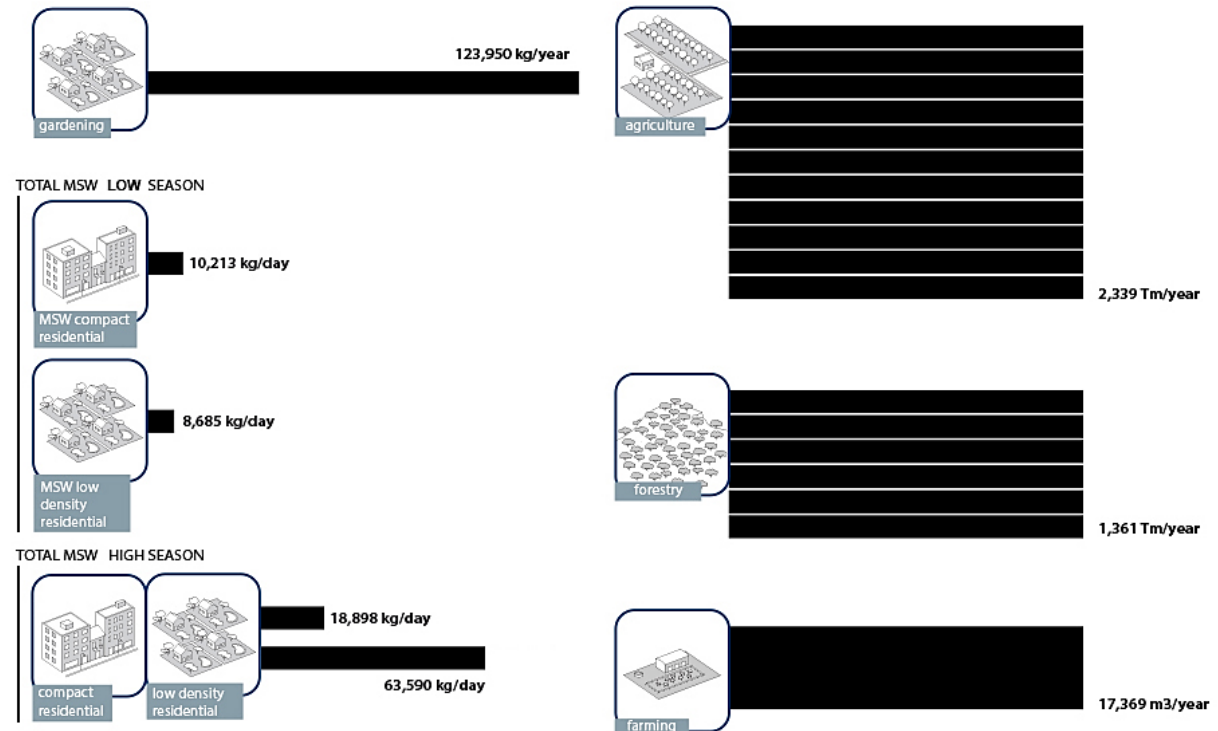 123,950 kg/year
gardening
TOTAL MSW LOW SEASON
10,213 kg/day
MSW compact
residential
8,685 kg/day
MSW low
density
residential
TOTAL MSW HIGH SEASON
18,898 kg/day
63,590 kg/day
compact
residential
low density
residential
agriculture
2,339 Tm/year
forestry
1,361 Tm/year
farming
17,369 m3/year